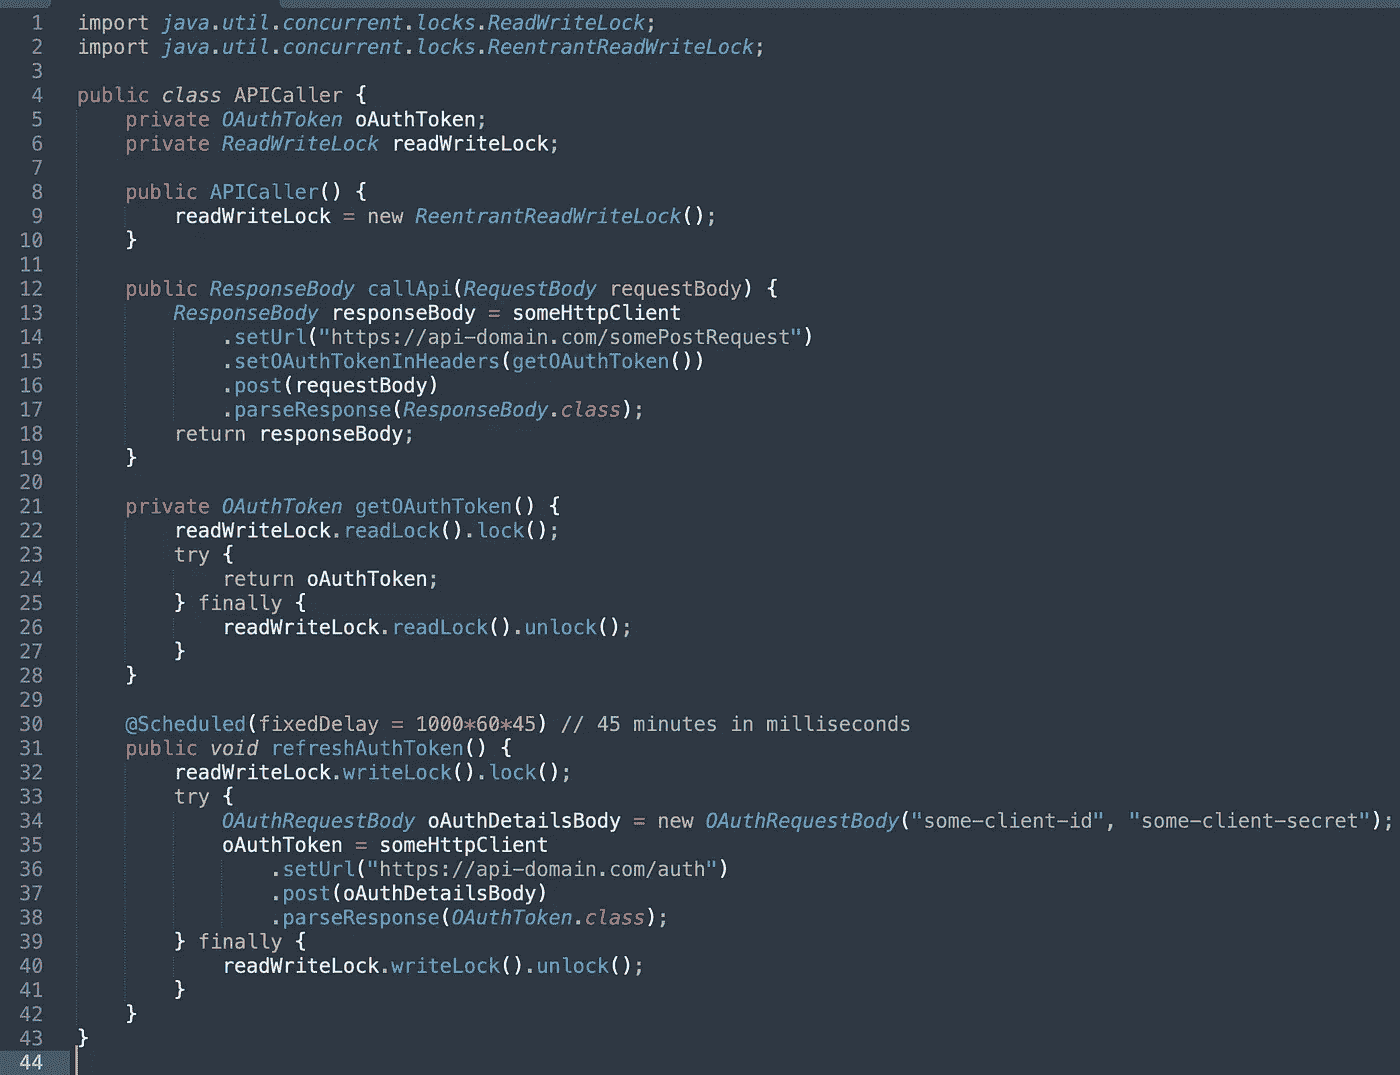 1 import java.util.concurrent.locks.ReadWriteLock;
2 import java.util.concurrent.locks.ReentrantReadWriteLock;
3
4 public class APICaller {
5     private OAuthToken oAuthToken;
6     private ReadWriteLock readWriteLock;
7
8     public APICaller() {
9         readWriteLock = new ReentrantReadWriteLock();
10     }
11
12     public ResponseBody callApi(RequestBody requestBody) {
13         ResponseBody responseBody = someHttpClient
14             .setUrl("https://api-domain.com/somePostRequest")
15             .setOAuthTokenInHeaders(getOAuthToken())
16             .post(requestBody)
17             .parseResponse(ResponseBody.class);
18         return responseBody;
19     }
20
21     private OAuthToken getOAuthToken() {
22         readWriteLock.readLock().lock();
23         try {
24             return oAuthToken;
25         } finally {
26             readWriteLock.readLock().unlock();
27         }
28     }
29
30     @Scheduled(fixedDelay = 1000*60*45) // 45 minutes in milliseconds
31     public void refreshAuthToken() {
32         readWriteLock.writeLock().lock();
33         try {
34             OAuthRequestBody oAuthDetailsBody = new OAuthRequestBody("some-client-id", "some-client-secret");
35             oAuthToken = someHttpClient
36                 .setUrl("https://api-domain.com/auth")
37                 .post(oAuthDetailsBody)
38                 .parseResponse(OAuthToken.class);
39         } finally {
40             readWriteLock.writeLock().unlock();
41         }
42     }
43 }
44